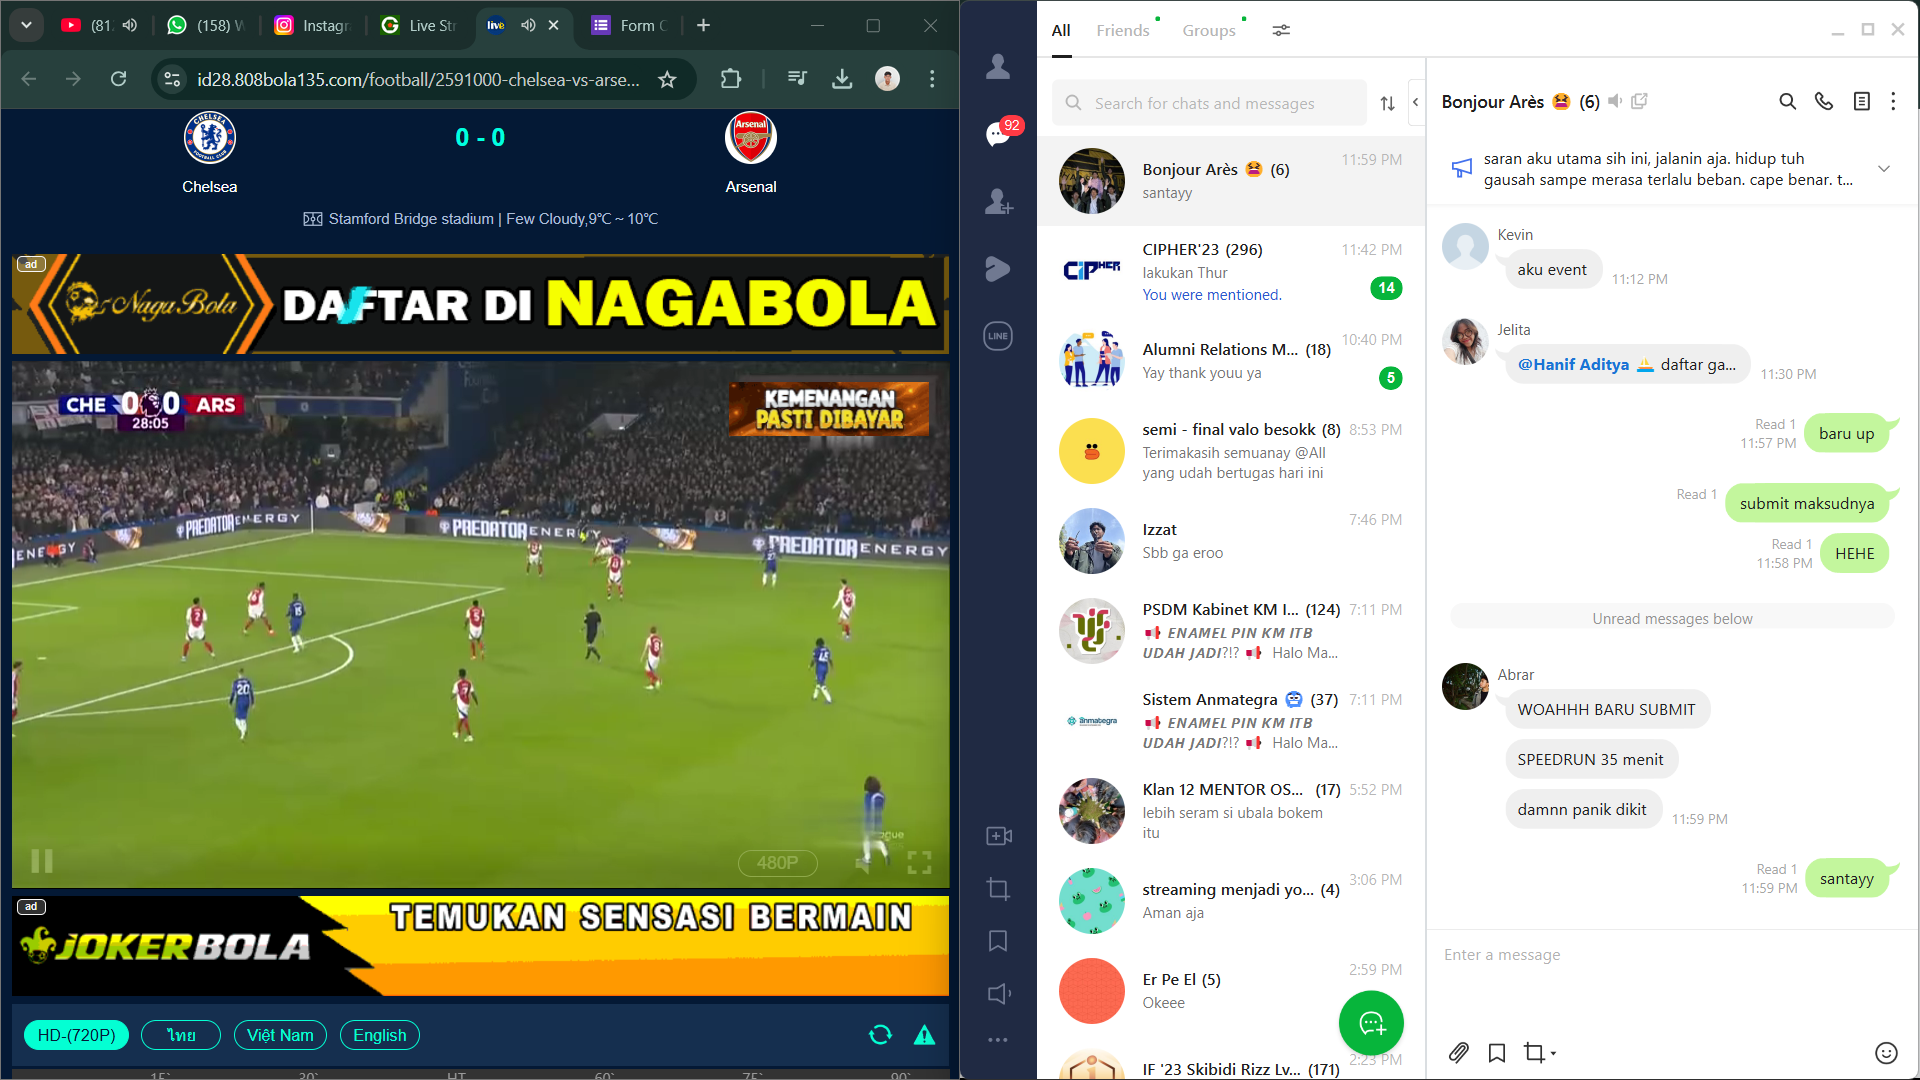 (81
(158) W
Instagr
Live Str
Form C
id28.808bola135.com/football/2591000-chelsea-vs-arse...
Chelsea
0 - 0
Arsenal
Stamford Bridge stadium | Few Cloudy,9℃ ~ 10℃
ad
NagaBola
DAFTAR DI NAGABOLA
CHE 0 0 ARS
28:05
KEMENANGAN
PASTI DIBAYAR
PREDATOR ENERGY
PREDATOR ENERGY
PREDATOR ENERGY
ENERGY
480P
ad
JOKERBOLA
TEMUKAN SENSASI BERMAIN
HD-(720P)
ไทย
Việt Nam
English
15`
30`
HT
60`
75`
90`
92
LINE
All
Friends
Groups
Search for chats and messages
Bonjour Arès 😫 (6)
11:59 PM
santayy
CIPHER
CIPHER'23 (296)
11:42 PM
lakukan Thur
You were mentioned.
14
Alumni Relations M... (18)
10:40 PM
Yay thank youu ya
5
semi - final valo besokk (8)
8:53 PM
Terimakasih semuanay @All
yang udah bertugas hari ini
Izzat
7:46 PM
Sbb ga eroo
PSDM Kabinet KM I... (124)
7:11 PM
📢 ENAMEL PIN KM ITB
UDAH JADI?!? 📢 Halo Ma...
anmategra
Sistem Anmategra 🥶 (37)
7:11 PM
📢 ENAMEL PIN KM ITB
UDAH JADI?!? 📢 Halo Ma...
Klan 12 MENTOR OS... (17)
5:52 PM
lebih seram si ubala bokem
itu
streaming menjadi yo... (4)
3:06 PM
Aman aja
Er Pe El (5)
2:59 PM
Okeee
IF '23 Skibidi Rizz Lv... (171)
2:23 PM
Bonjour Arès 😫 (6)
saran aku utama sih ini, jalanin aja. hidup tuh
gausah sampe merasa terlalu beban. cape benar. t...
Kevin
aku event
11:12 PM
Jelita
@Hanif Aditya ⛵ daftar ga...
11:30 PM
Read 1
11:57 PM
baru up
Read 1
submit maksudnya
Read 1
11:58 PM
HEHE
Unread messages below
Abrar
WOAHHH BARU SUBMIT
SPEEDRUN 35 menit
damnn panik dikit
11:59 PM
Read 1
11:59 PM
santayy
Enter a message